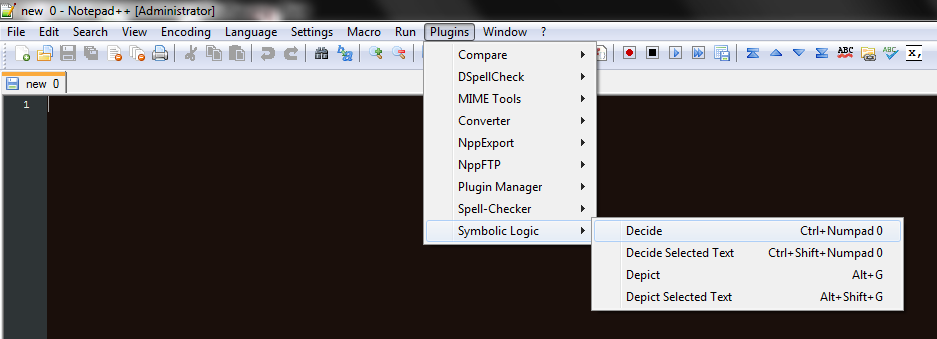 new 0 - Notepad++ [Administrator]
File Edit Search View Encoding Language Settings Macro Run Plugins Window ?
ABC ABC x,
new 0
1
Compare
DSpellCheck
MIME Tools
Converter
NppExport
NppFTP
Plugin Manager
Spell-Checker
Symbolic Logic
Decide Ctrl+Numpad 0
Decide Selected Text Ctrl+Shift+Numpad 0
Depict Alt+G
Depict Selected Text Alt+Shift+G